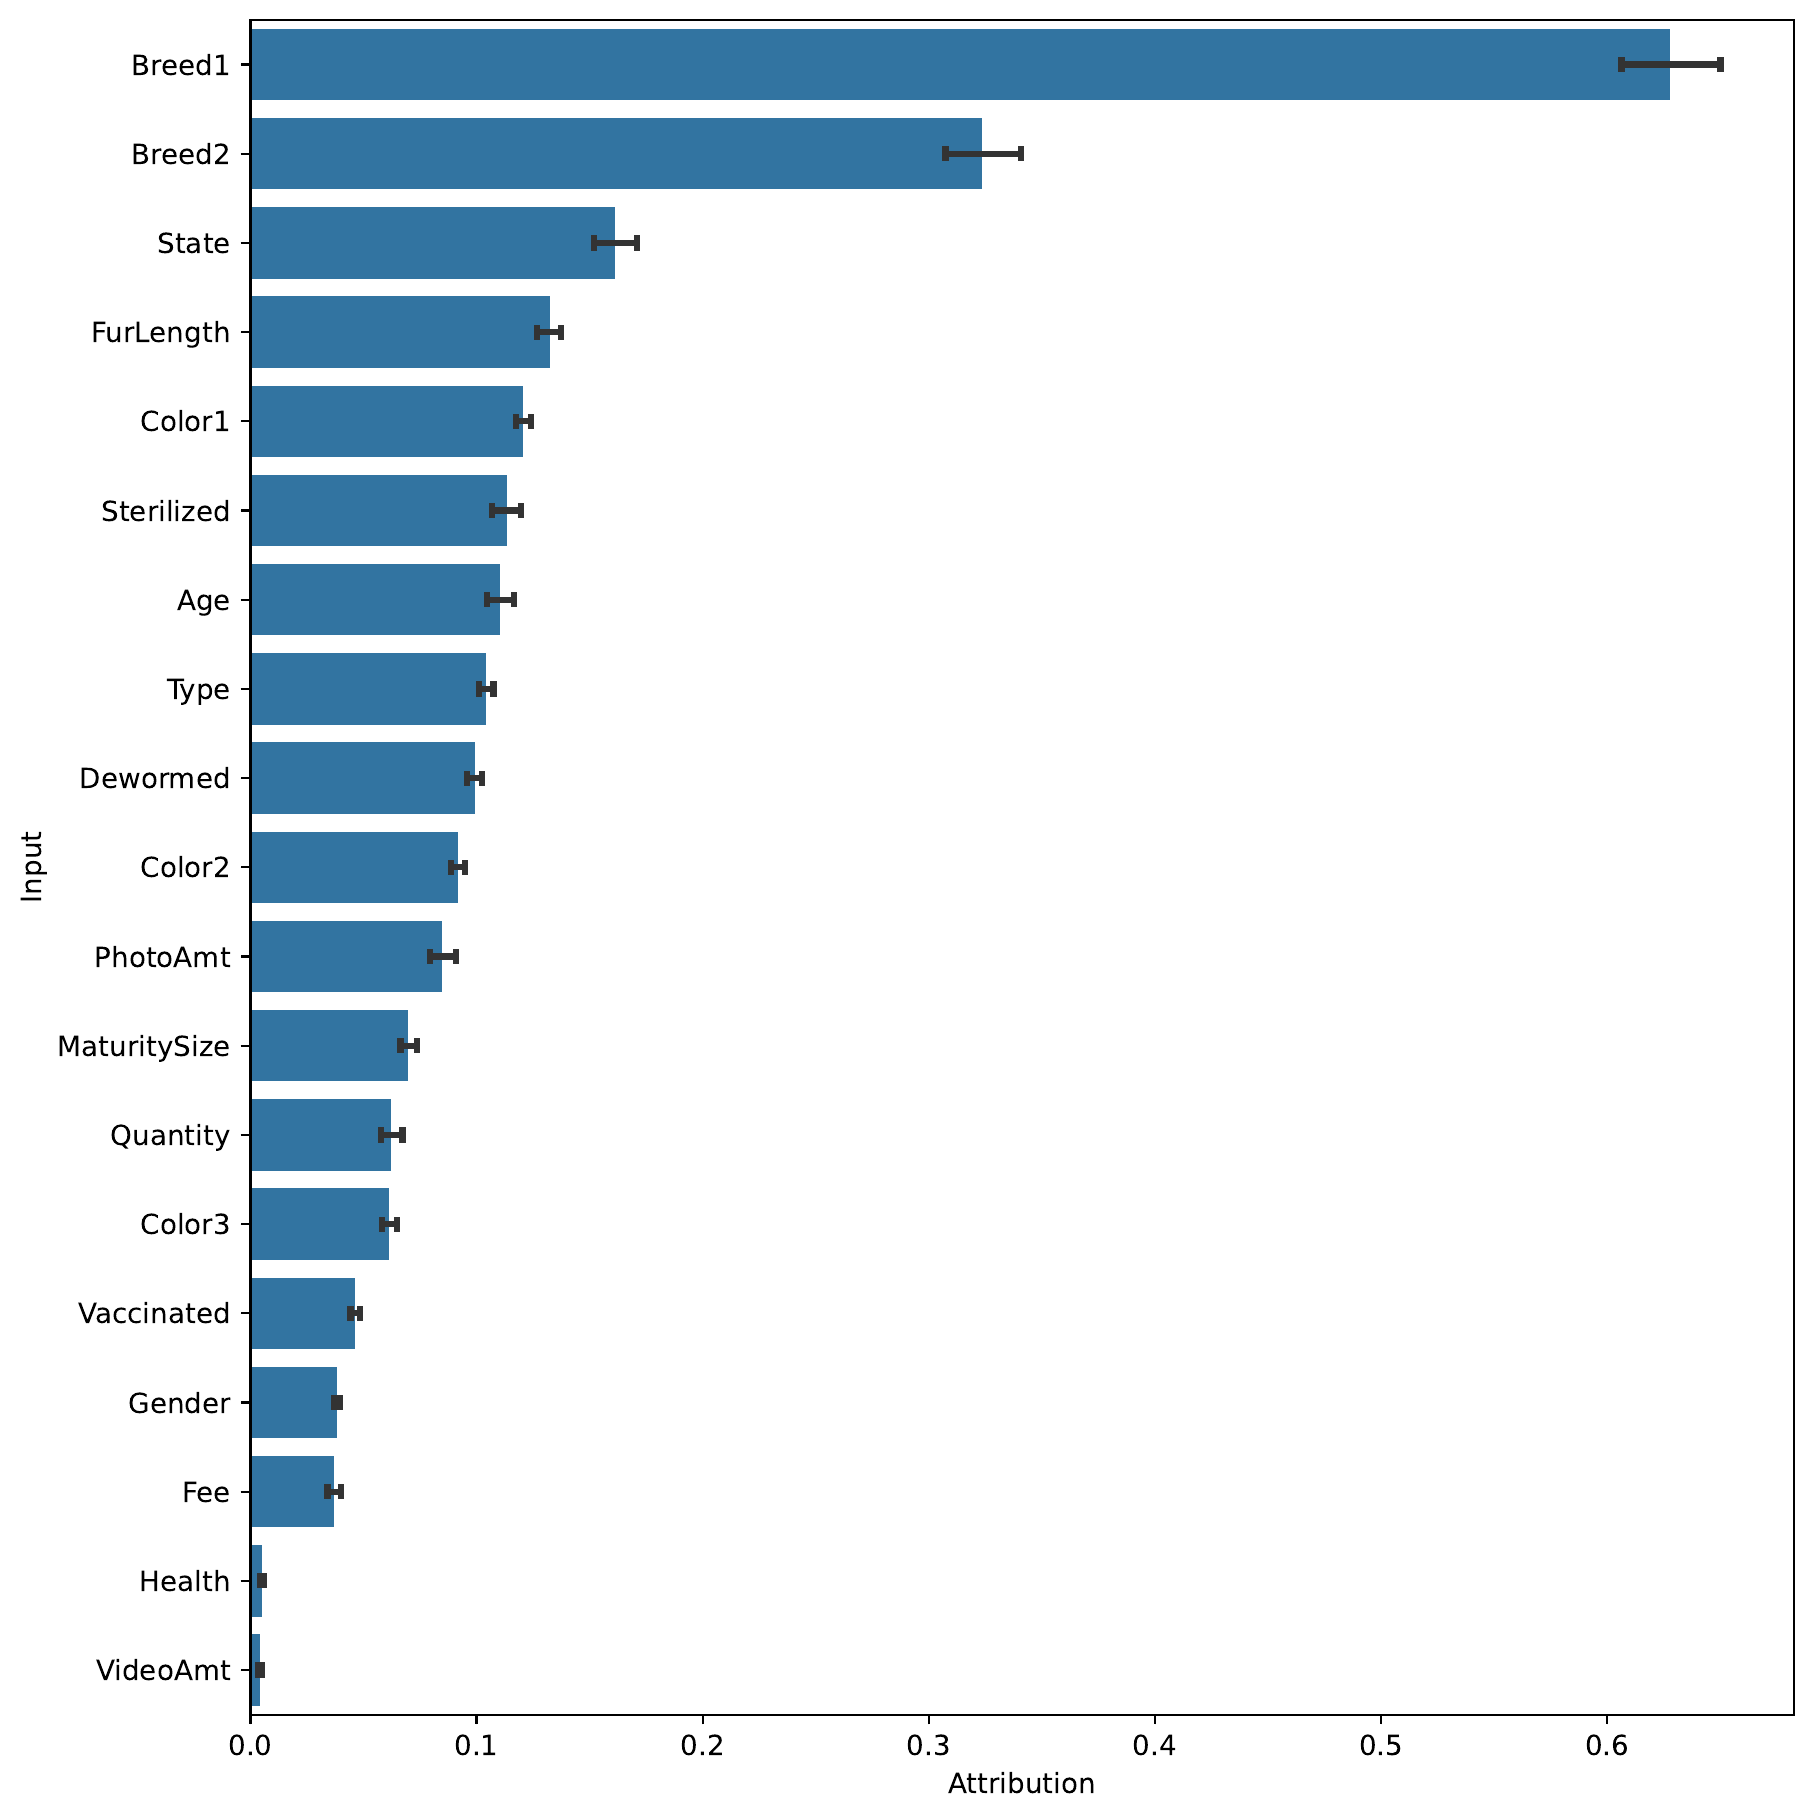 Breed1
Breed2
State
FurLength
Color1
Sterilized
Age
Type
Dewormed
Color2
PhotoAmt
MaturitySize
Quantity
Color3
Vaccinated
Gender
Fee
Health
VideoAmt
Input
0.0 0.1 0.2 0.3 0.4 0.5 0.6
Attribution